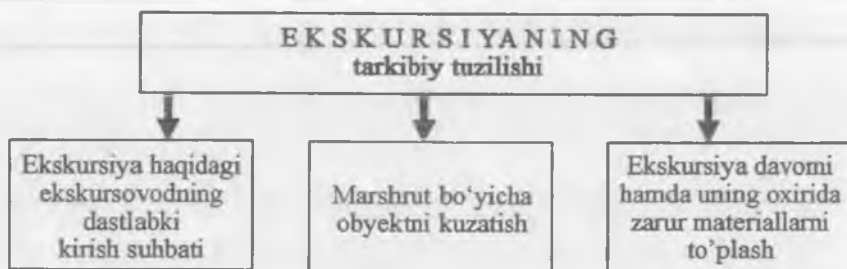 EKSKURSIYANING
tarkibiy tuzilishi
Ekskursiya haqidagi
ekskursovodning
dastlabki
kirish suhbati
Marshrut bo‘yicha
obyektni kuzatish
Ekskursiya davomi
hamda uning oxirida
zarur materiallarni
to’plash